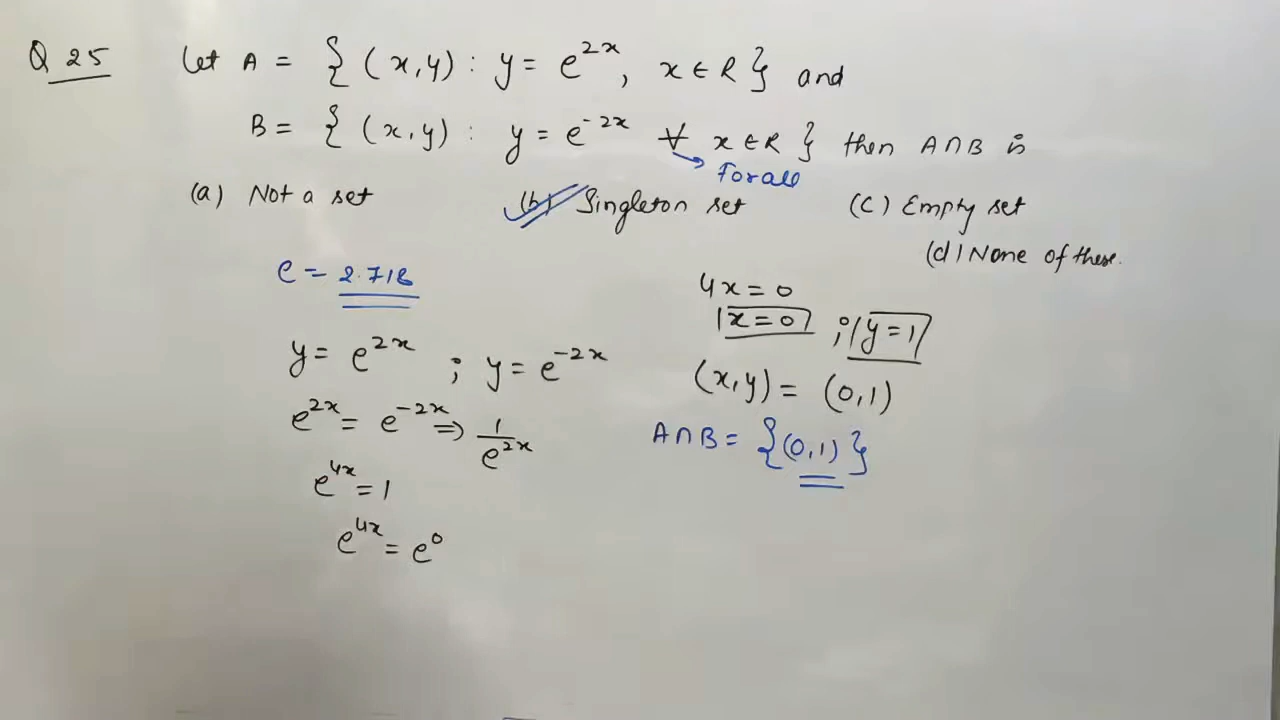 Q 25 Let A = { (x,y) : y = e^{2x}, x ∈ R } and
B = { (x,y) : y = e^{-2x} ∀ x ∈ R } then A ∩ B is
For all
(a) Not a set (b) Singleton set (c) Empty set
(d) None of these.
e = 2.718
y = e^{2x} ; y = e^{-2x}
e^{2x} = e^{-2x} ⇒ 1/e^{2x}
e^{4x} = 1
e^{4x} = e^0
4x = 0
x = 0 ; y = 1
(x,y) = (0,1)
A ∩ B = {(0,1)}